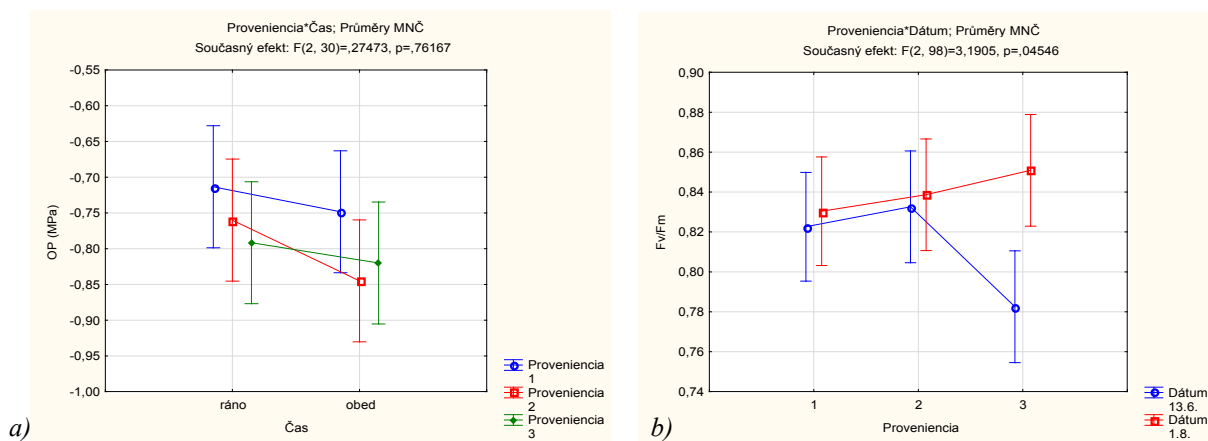 Proveniencia*Čas; Průměry MNČ
Současný efekt: F(2, 30)=,27473, p=,76167
-0,55
-0,60
-0,65
-0,70
-0,75
-0,80
-0,85
-0,90
-0,95
-1,00
OP (MPa)
ráno
obed
Čas
Proveniencia
1
Proveniencia
2
Proveniencia
3
a)
Proveniencia*Dátum; Průměry MNČ
Současný efekt: F(2, 98)=3,1905, p=,04546
0,90
0,88
0,86
0,84
0,82
0,80
0,78
0,76
0,74
Fv/Fm
1
2
3
Proveniencia
Dátum
13.6.
Dátum
1.8.
b)